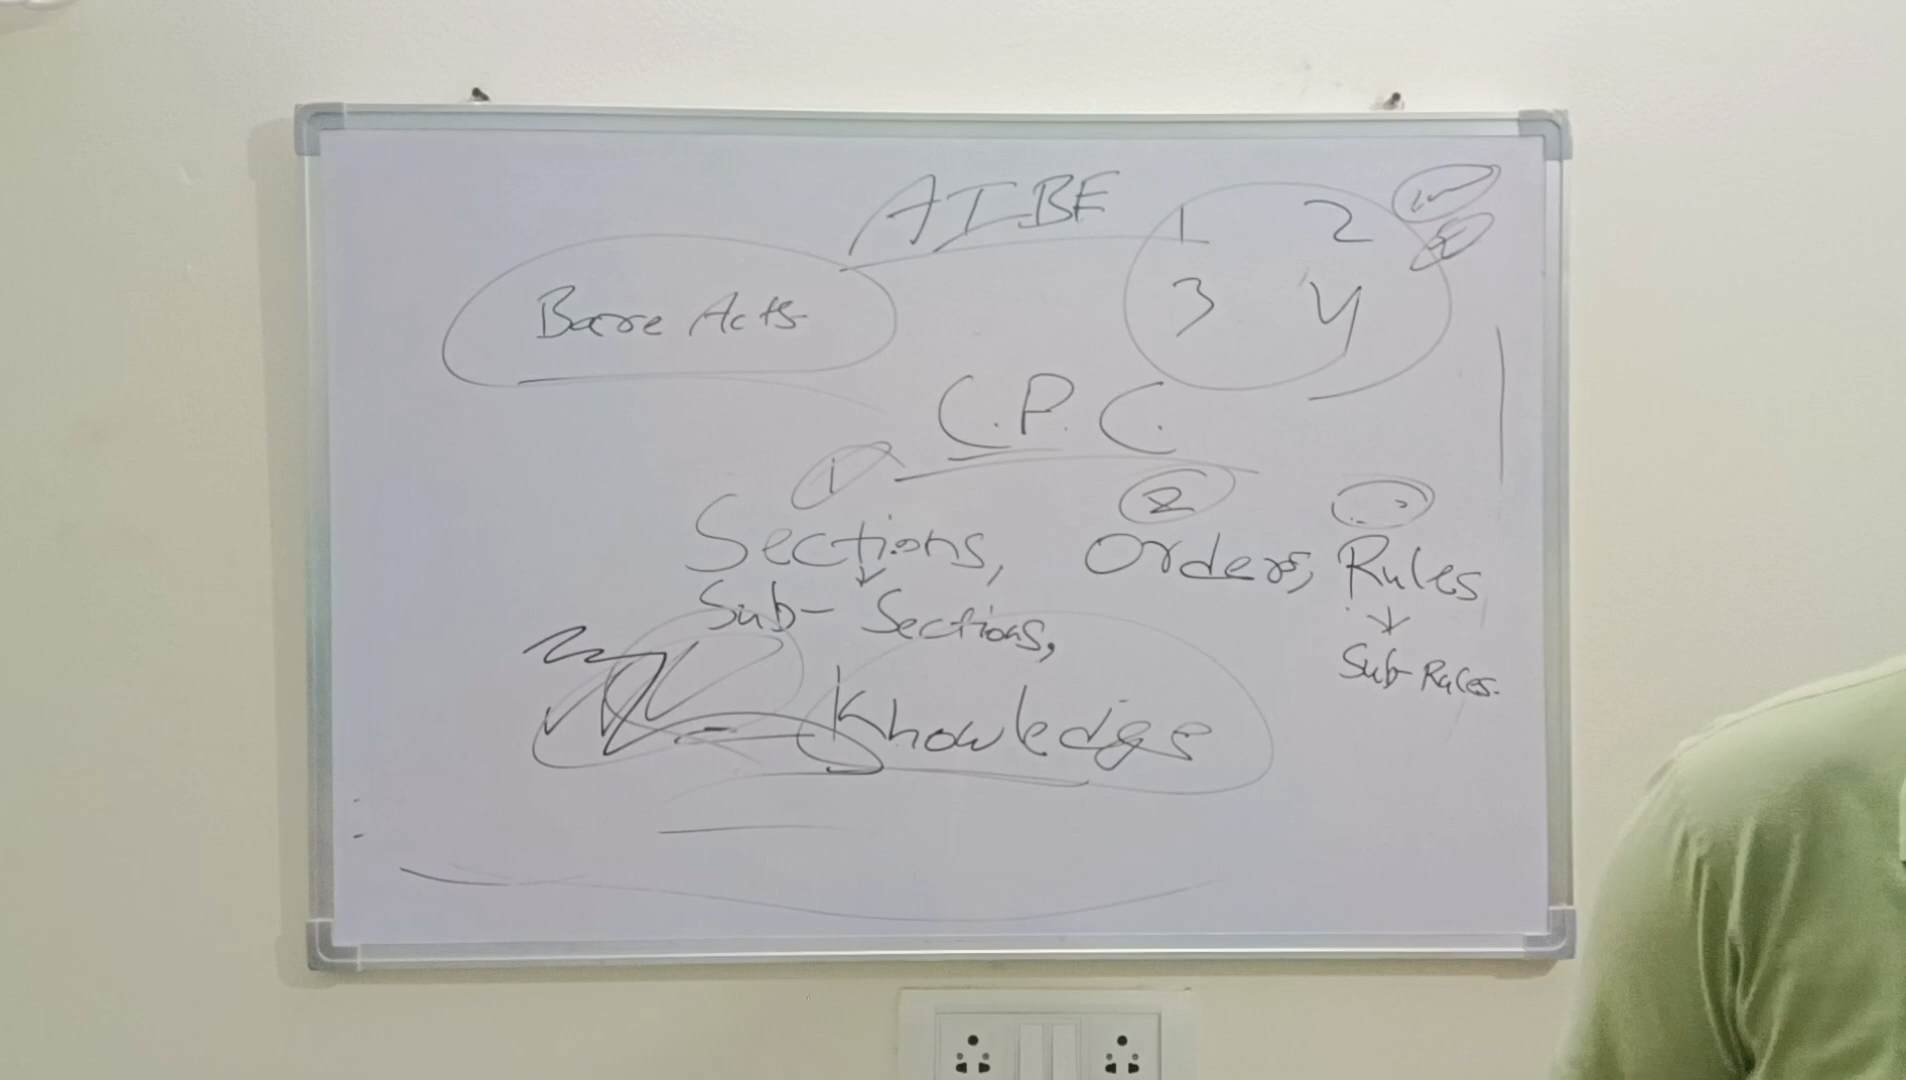 AIBE
1 2
Bare Acts
3 4
C.P.C.
1 2
Sections, Orders, Rules
Sub-Sections, Sub-Rules.
Knowledge